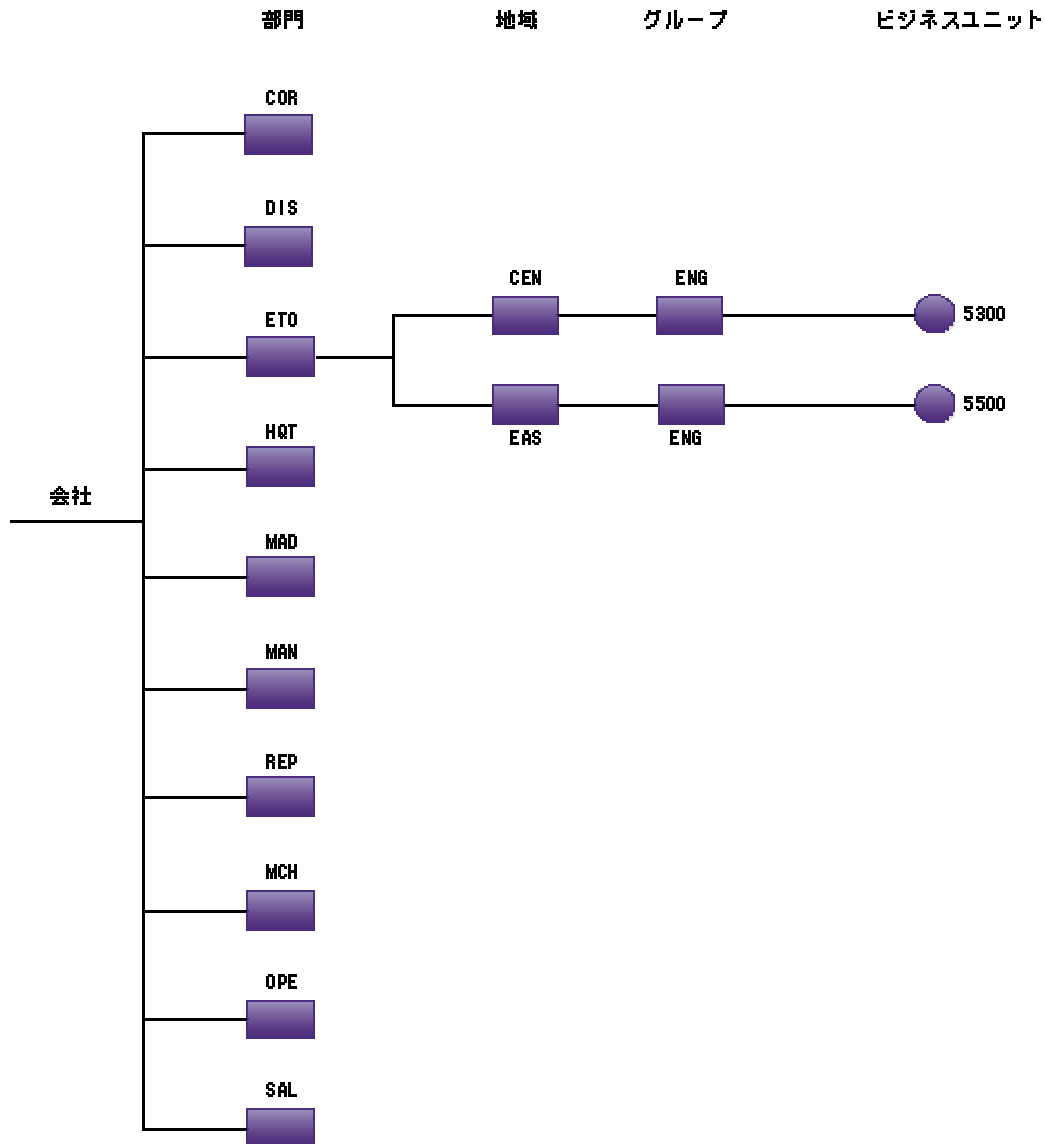 部門 地域 グループ ビジネスユニット
COR
DIS
CEN ENG
5300
ETO
5500
EAS ENG
HQT
会社
MAD
MAN
REP
MCH
OPE
SAL